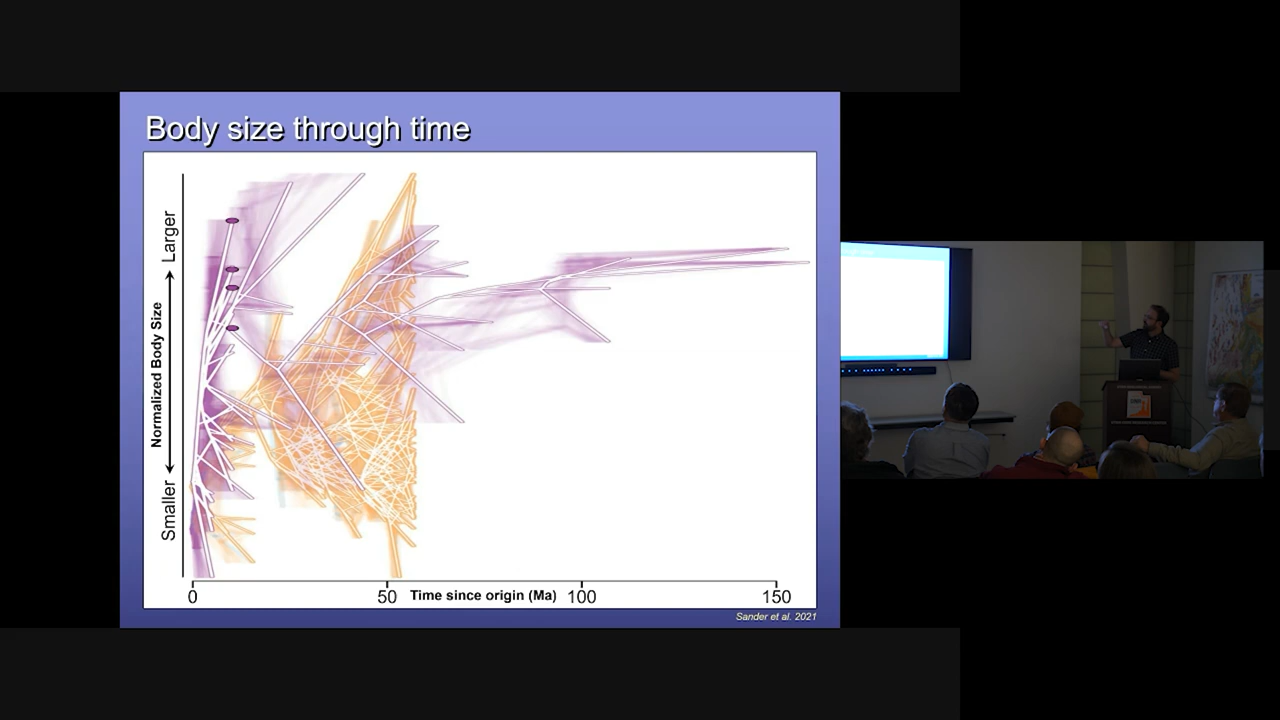 Body size through time
Larger
Normalized Body Size
Smaller
0
50
Time since origin (Ma)
100
150
Sander et al. 2021